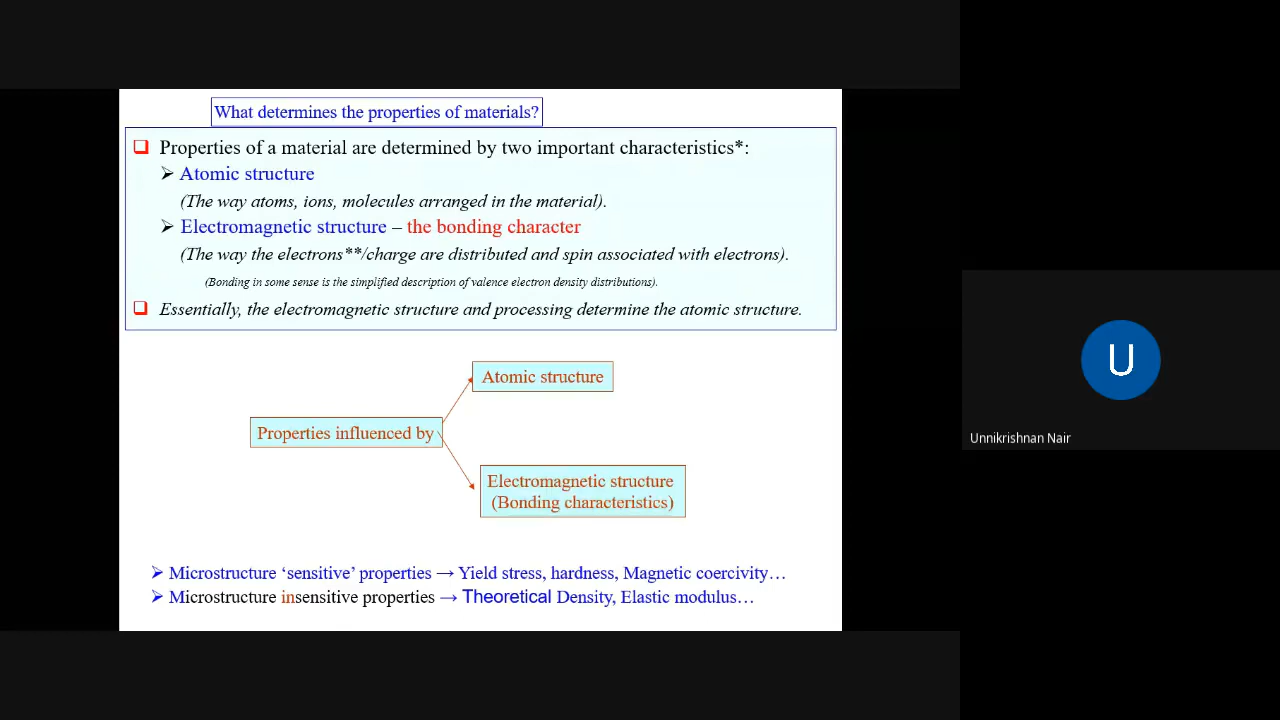 What determines the properties of materials?
❑ Properties of a material are determined by two important characteristics*:
➢ Atomic structure
(The way atoms, ions, molecules arranged in the material).
➢ Electromagnetic structure – the bonding character
(The way the electrons**/charge are distributed and spin associated with electrons).
(Bonding in some sense is the simplified description of valence electron density distributions).
❑ Essentially, the electromagnetic structure and processing determine the atomic structure.
Atomic structure
Properties influenced by
Electromagnetic structure
(Bonding characteristics)
➢ Microstructure ‘sensitive’ properties → Yield stress, hardness, Magnetic coercivity…
➢ Microstructure insensitive properties → Theoretical Density, Elastic modulus…
U
Unnikrishnan Nair